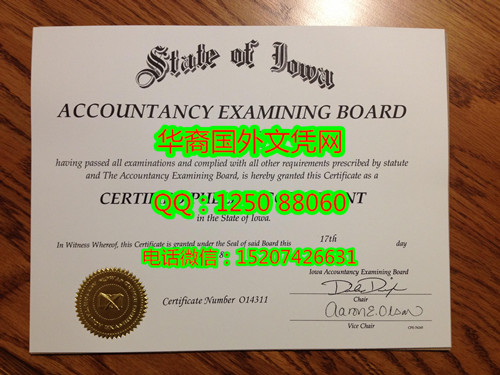 State of Iowa
ACCOUNTANCY EXAMINING BOARD
华裔国外文凭网
having passed all examinations and complied with all other requirements prescribed by statute
and The Accountancy Examining Board, is hereby granted this Certificate as a
QQ：1250 88060
in the State of Iowa.
In Witness Whereof, this Certificate is granted under the Seal of said Board this 17th day
电话微信：15207426631
Iowa Accountancy Examining Board
Chair
Certificate Number O14311
Aaron E. Olson
Vice Chair